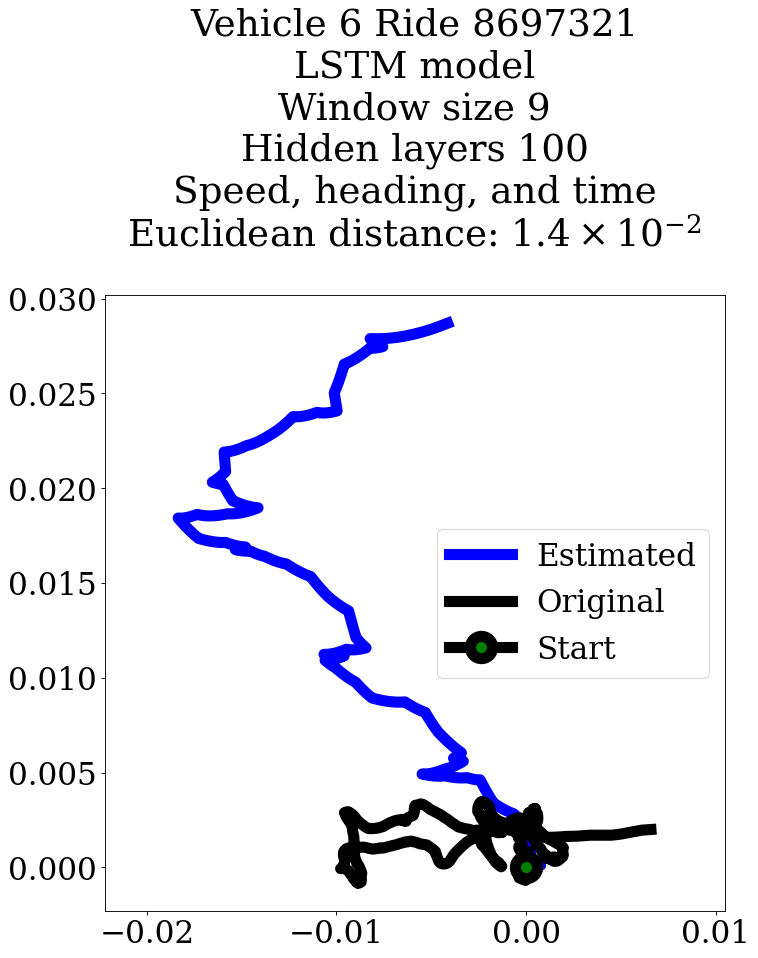 Vehicle 6 Ride 8697321
LSTM model
Window size 9
Hidden layers 100
Speed, heading, and time
Euclidean distance: 1.4 × 10⁻²
0.030
0.025
0.020
0.015
0.010
0.005
0.000
Estimated
Original
Start
−0.02
−0.01
0.00
0.01